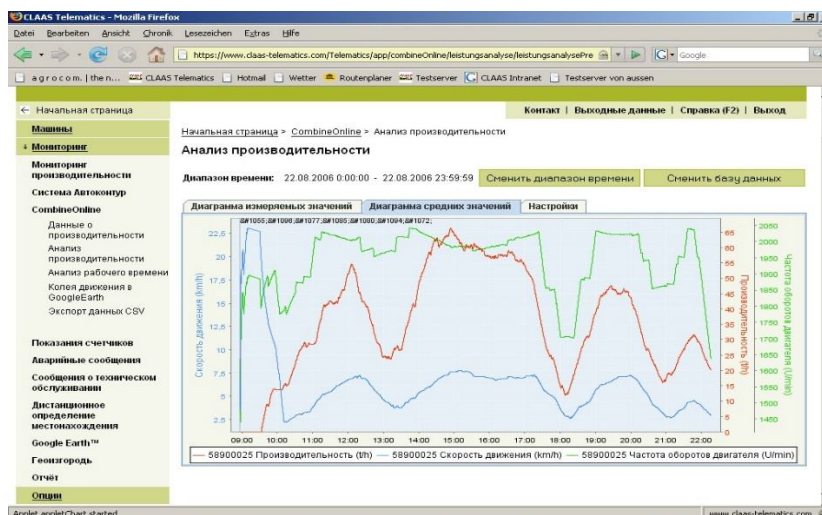 CLAAS Telematics - Mozilla Firefox
Datei Bearbeiten Ansicht Chronik Lesezeichen Extras Hilfe
https://www.claas-telematics.com/Telematics/app/combineOnline/leistungsanalyse/leistungsanalysePre
Google
agrocom. | the n... CLAAS Telematics Hotmail Wetter Routenplaner Testserver CLAAS Intranet Testserver von aussen
Начальная страница
Контакт | Выходные данные | Справка (F2) | Выход
Машины
Мониторинг
Мониторинг
производительности
Система Автоконтур
CombineOnline
Данные о
производительности
Анализ
производительности
Анализ рабочего времени
Колея движения в
GoogleEarth
Экспорт данных CSV
Показания счетчиков
Аварийные сообщения
Сообщения о техническом
обслуживании
Дистанционное
определение
местонахождения
Google Earth™
Геоизгородь
Отчёт
Опции
Начальная страница > CombineOnline > Анализ производительности
Анализ производительности
Диапазон времени: 22.08.2006 0:00:00 - 22.08.2006 23:59:59
Сменить диапазон времени
Сменить базу данных
Диаграмма измеряемых значений
Диаграмма средних значений
Настройки
&#1055;&#1096;&#1077;&#1085;&#1080;&#1094;&#1072;
Скорость движения (km/h)
22,5
20
17,5
15
12,5
10
7,5
5
2,5
65
60
55
50
45
40
35
30
25
20
15
10
5
0
Производительность (t/h)
2050
2000
1950
1900
1850
1800
1750
1700
1650
1600
1550
1500
1450
Частота оборотов двигателя (U/min)
09:00 10:00 11:00 12:00 13:00 14:00 15:00 16:00 17:00 18:00 19:00 20:00 21:00 22:00
58900025 Производительность (t/h) 58900025 Скорость движения (km/h) 58900025 Частота оборотов двигателя (U/min)
Applet appletChart started
www.claas-telematics.com